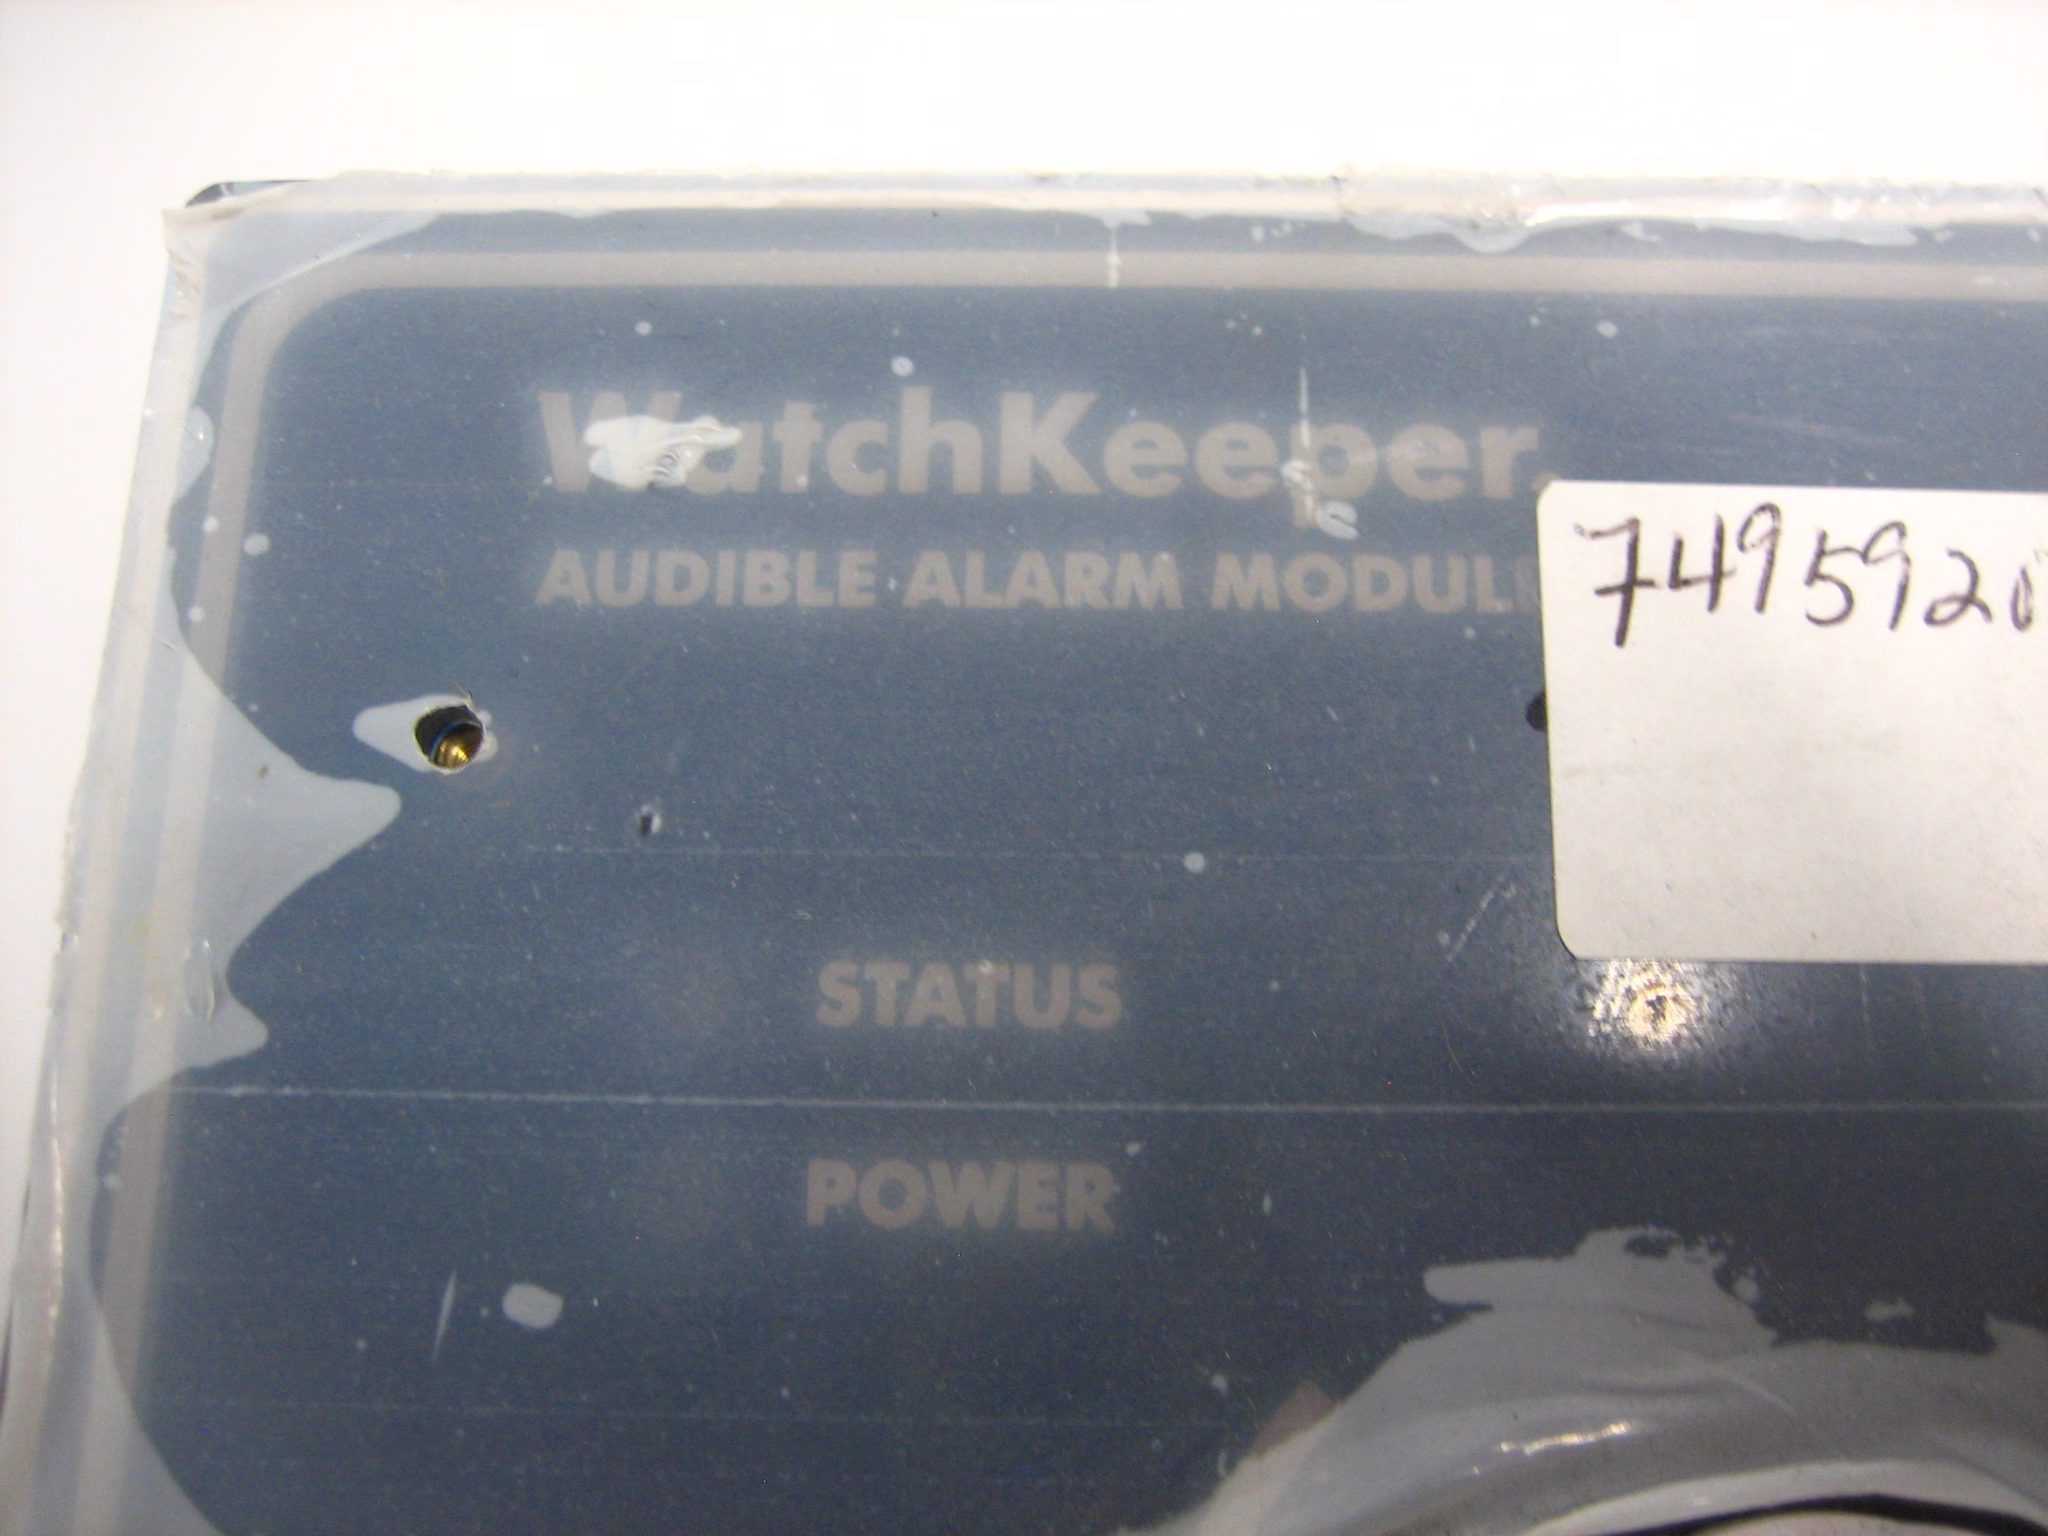 WatchKeeper
AUDIBLE ALARM MODUL
749592
STATUS
POWER